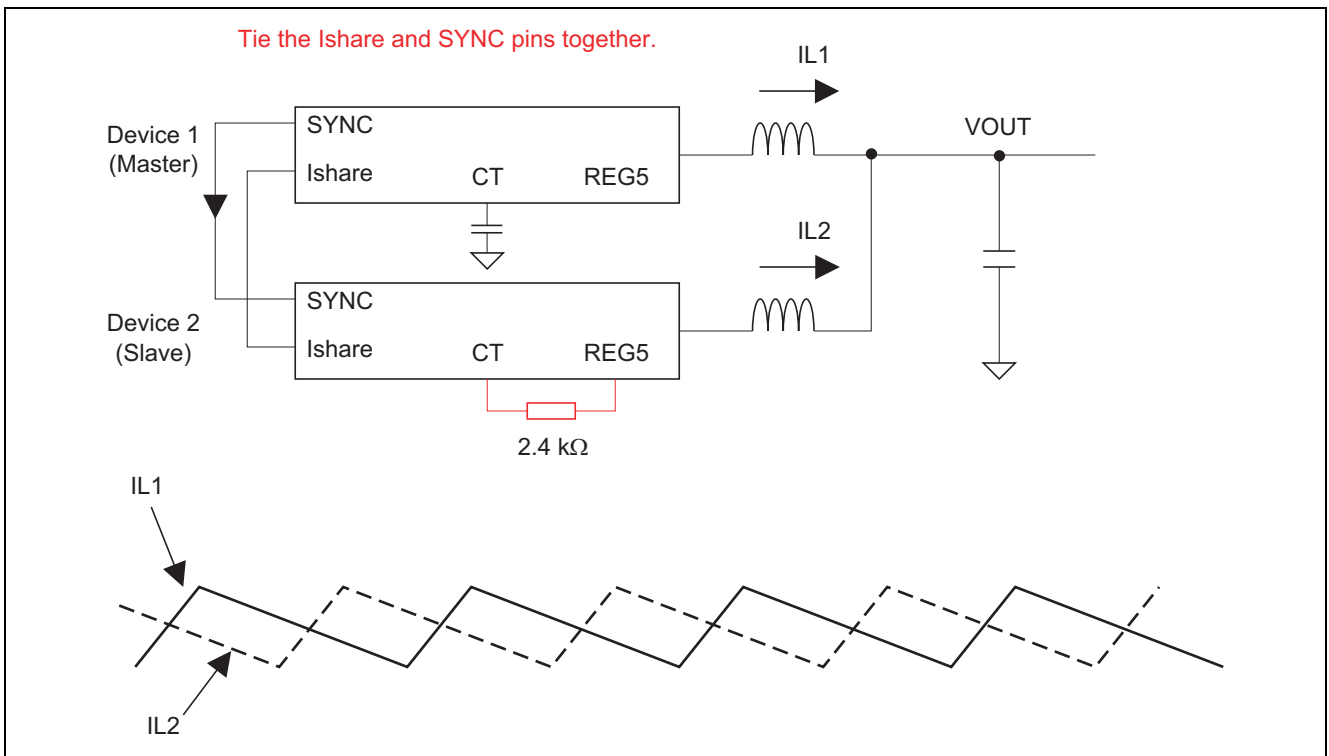 Tie the Ishare and SYNC pins together.
IL1
VOUT
Device 1
(Master)
SYNC
Ishare
CT
REG5
IL2
Device 2
(Slave)
SYNC
Ishare
CT
REG5
2.4 kΩ
IL1
IL2